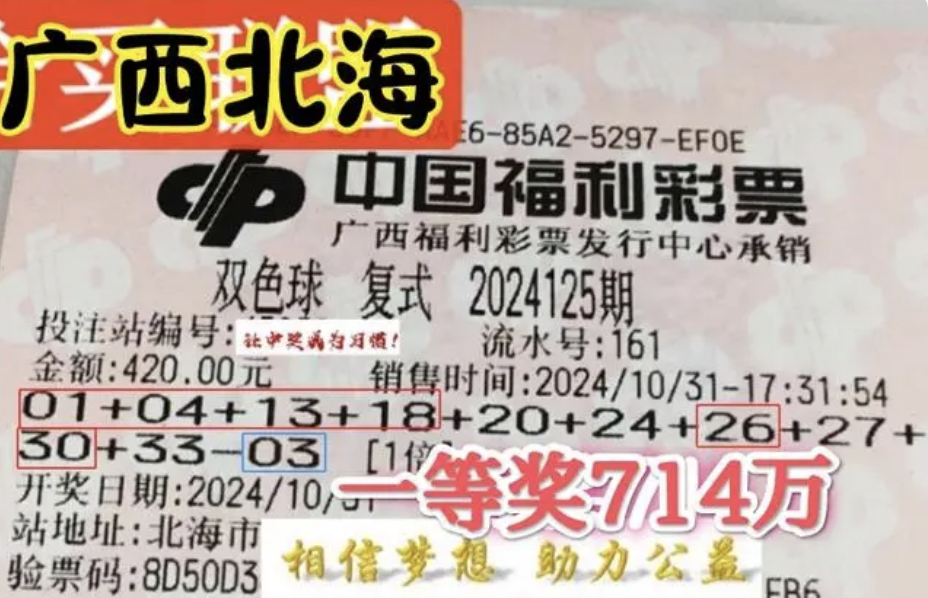 广西北海
E6-85A2-5297-EF0E
中国福利彩票
广西福利彩票发行中心承销
双色球 复式 2024125期
投注站编号:
让中奖成为习惯!
流水号:161
金额:420.00元 销售时间:2024/10/31-17:31:54
01+04+13+18+20+24+26+27+
30+33-03 [1倍
一等奖714万
开奖日期:2024/10/31
站地址:北海市
相信梦想 助力公益
验票码:8D50D3
EB6